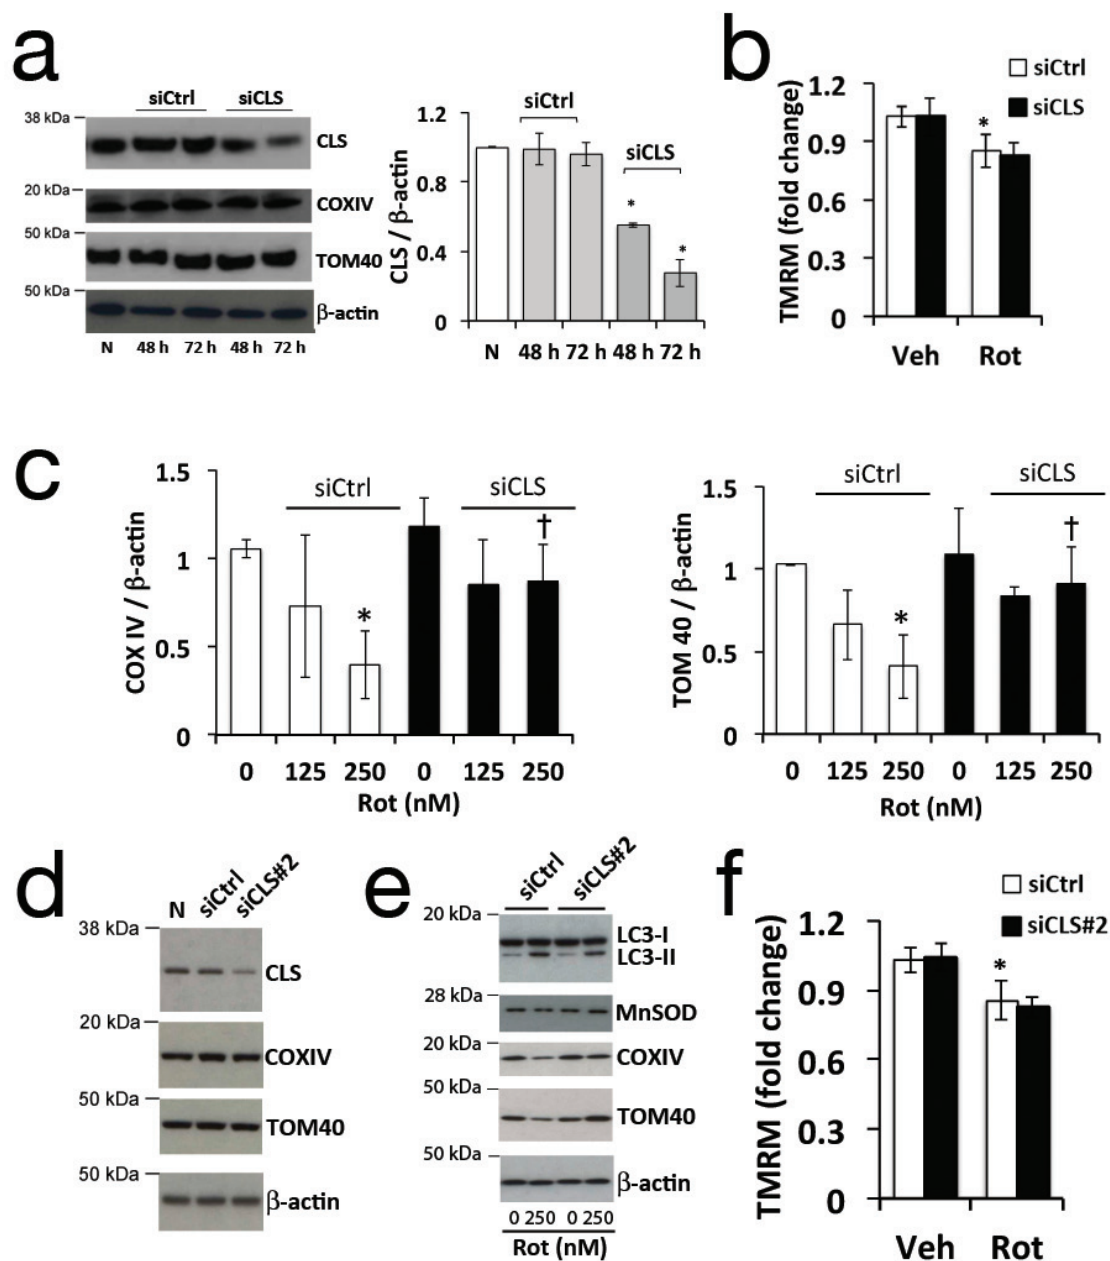 a
siCtrl siCLS
38 kDa
CLS
20 kDa
COXIV
50 kDa
TOM40
50 kDa
β-actin
N 48 h 72 h 48 h 72 h
CLS / β-actin
1.2
0.8
0.4
0
siCtrl
siCLS
*
*
N 48 h 72 h 48 h 72 h
b
siCtrl
siCLS
TMRM (fold change)
1.2
0.9
0.6
0.3
0
*
Veh Rot
c
COX IV / β-actin
1.5
1
0.5
0
siCtrl siCLS
*
†
0 125 250 0 125 250
Rot (nM)
TOM 40 / β-actin
1.5
1
0.5
0
siCtrl siCLS
*
†
0 125 250 0 125 250
Rot (nM)
d
N siCtrl siCLS#2
38 kDa
CLS
20 kDa
COXIV
50 kDa
TOM40
50 kDa
β-actin
e
siCtrl siCLS#2
20 kDa
LC3-I
LC3-II
28 kDa
MnSOD
20 kDa
COXIV
50 kDa
TOM40
50 kDa
β-actin
0 250 0 250
Rot (nM)
f
siCtrl
siCLS#2
TMRM (fold change)
1.2
0.9
0.6
0.3
0
*
Veh Rot